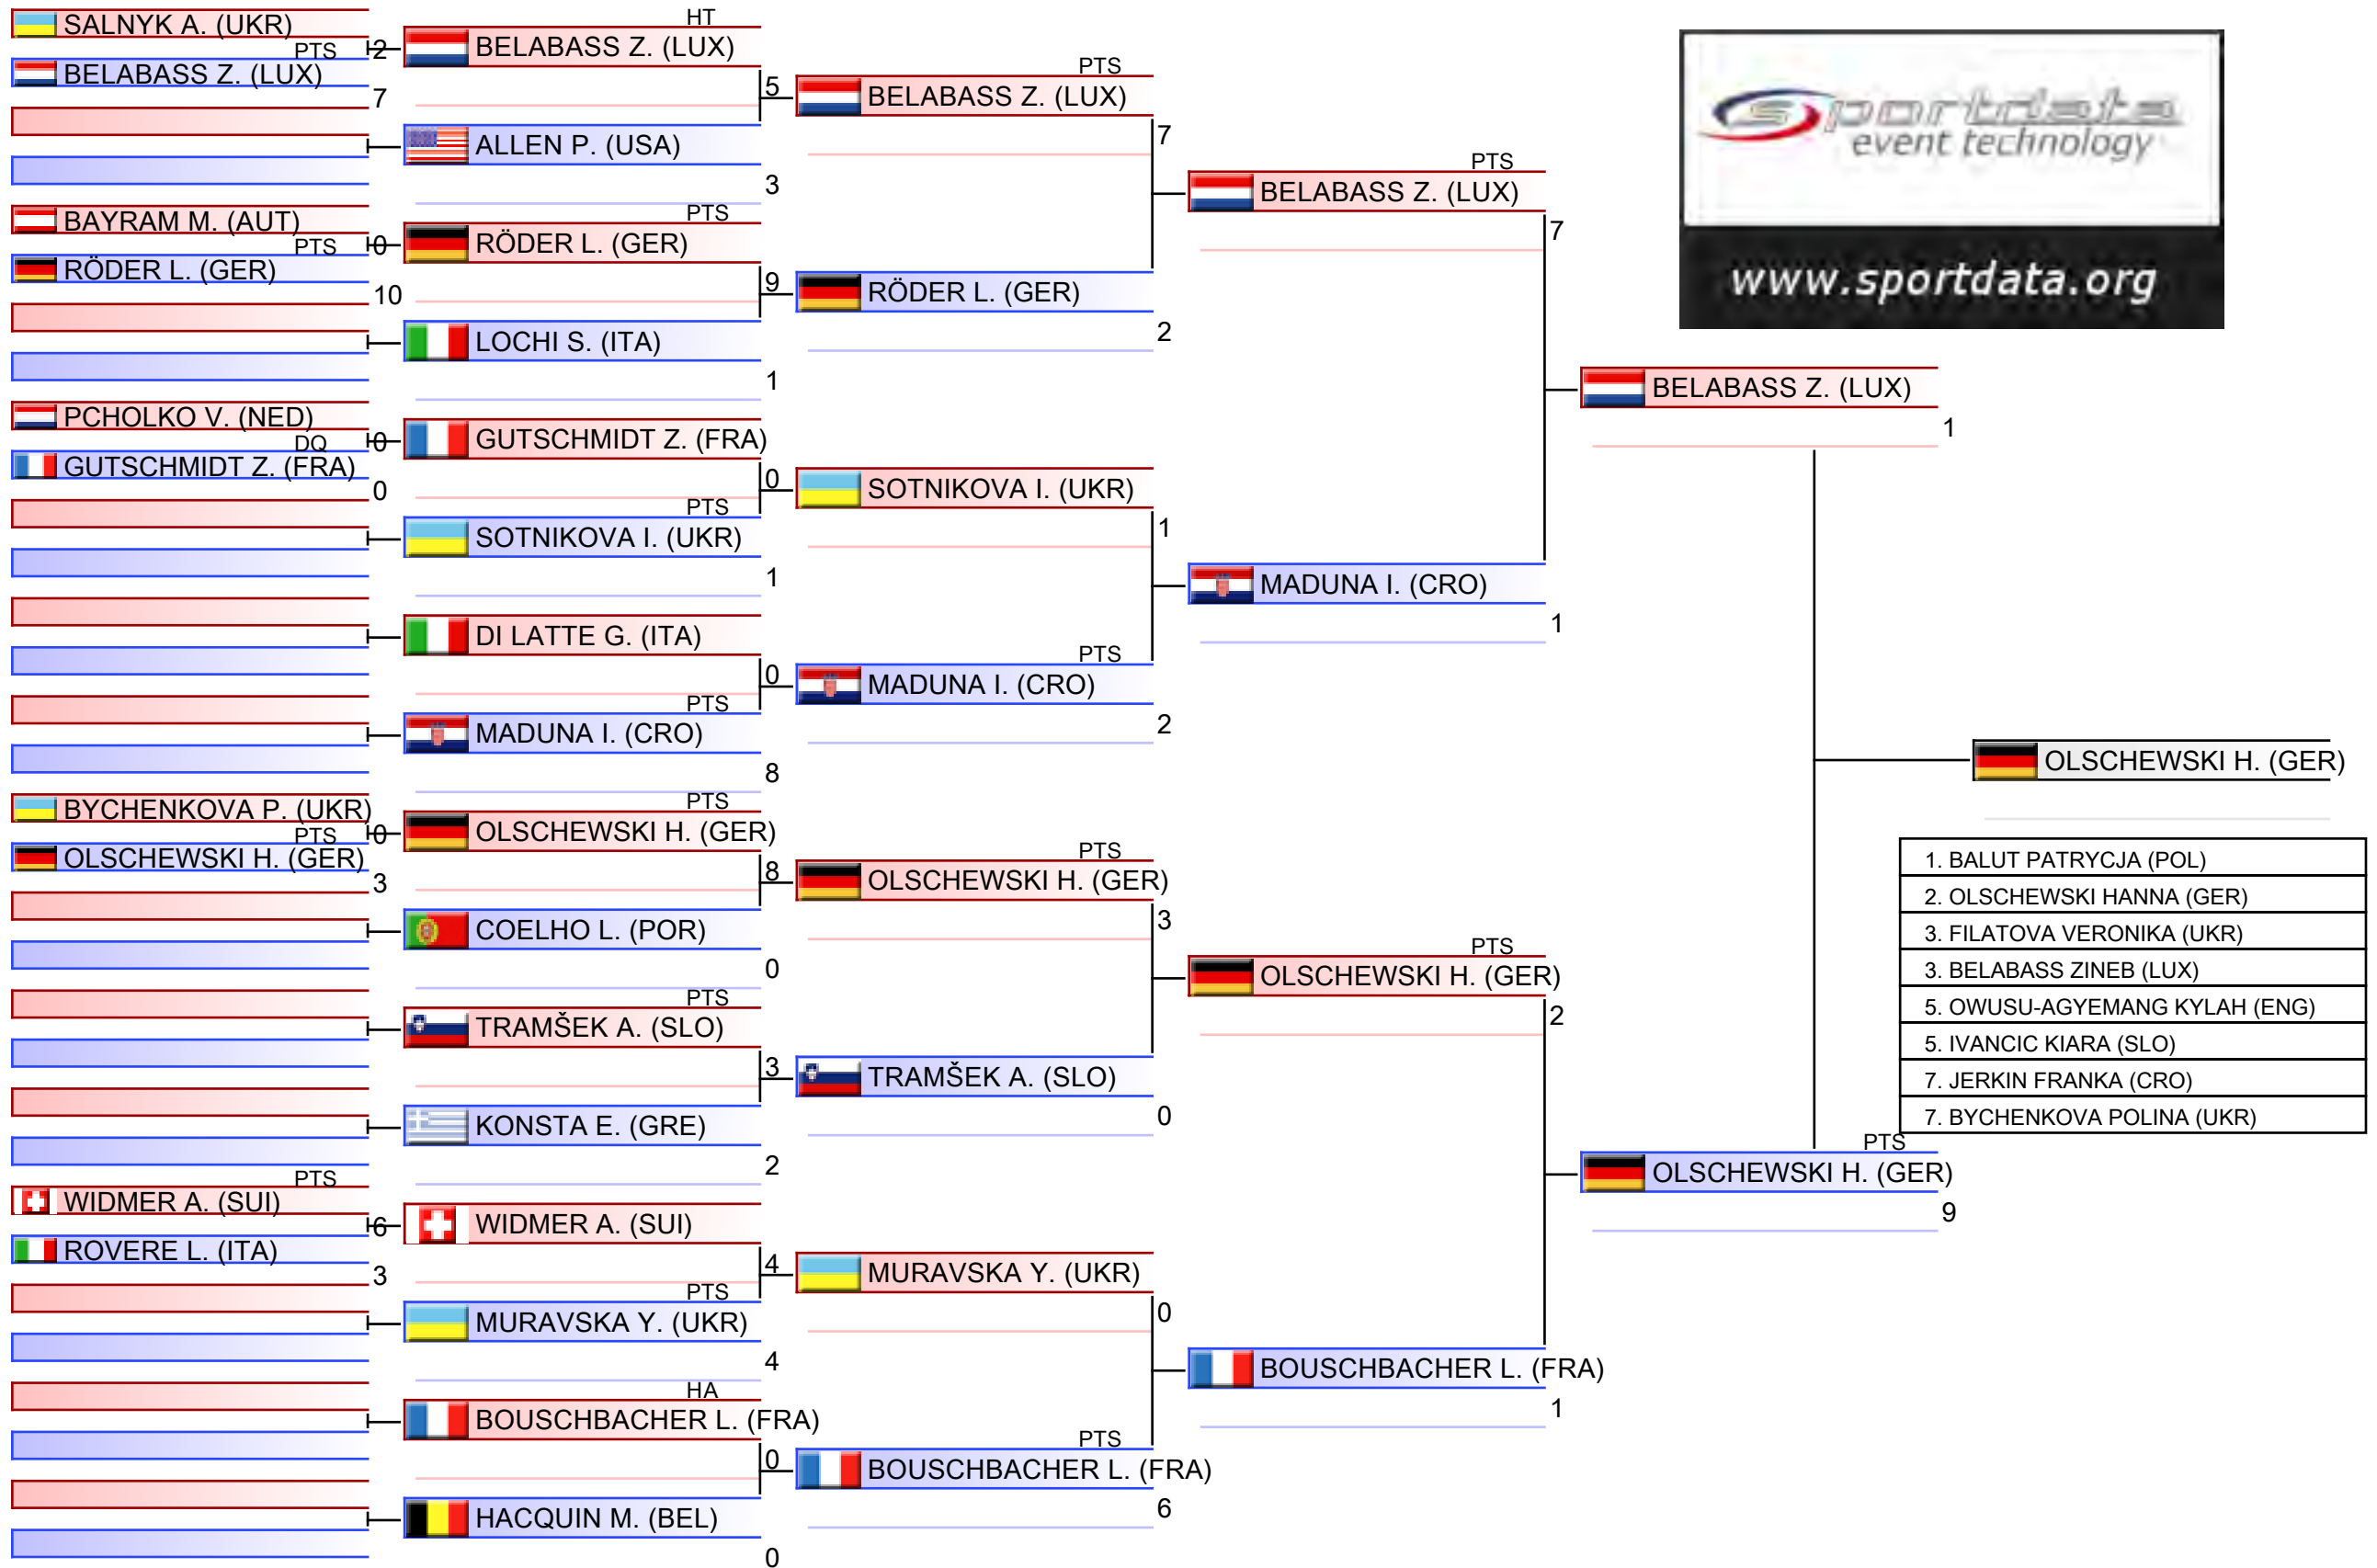 SALNYK A. (UKR)
PTS
2
BELABASS Z. (LUX)
7
BAYRAM M. (AUT)
PTS
0
RÖDER L. (GER)
10
PCHOLKO V. (NED)
DQ
0
GUTSCHMIDT Z. (FRA)
0
BYCHENKOVA P. (UKR)
PTS
0
OLSCHEWSKI H. (GER)
3
PTS
WIDMER A. (SUI)
6
ROVERE L. (ITA)
3
HT
BELABASS Z. (LUX)
5
ALLEN P. (USA)
3
PTS
RÖDER L. (GER)
9
LOCHI S. (ITA)
1
GUTSCHMIDT Z. (FRA)
0
PTS
SOTNIKOVA I. (UKR)
1
DI LATTE G. (ITA)
0
PTS
MADUNA I. (CRO)
8
PTS
OLSCHEWSKI H. (GER)
8
COELHO L. (POR)
0
PTS
TRAMŠEK A. (SLO)
3
KONSTA E. (GRE)
2
WIDMER A. (SUI)
4
PTS
MURAVSKA Y. (UKR)
4
HA
BOUSCHBACHER L. (FRA)
0
HACQUIN M. (BEL)
0
PTS
BELABASS Z. (LUX)
7
RÖDER L. (GER)
2
SOTNIKOVA I. (UKR)
1
PTS
MADUNA I. (CRO)
2
PTS
OLSCHEWSKI H. (GER)
3
TRAMŠEK A. (SLO)
0
MURAVSKA Y. (UKR)
0
PTS
BOUSCHBACHER L. (FRA)
6
PTS
BELABASS Z. (LUX)
7
MADUNA I. (CRO)
1
PTS
OLSCHEWSKI H. (GER)
2
BOUSCHBACHER L. (FRA)
1
BELABASS Z. (LUX)
1
PTS
OLSCHEWSKI H. (GER)
9
OLSCHEWSKI H. (GER)
sportdata
event technology
www.sportdata.org
1. BALUT PATRYCJA (POL)
2. OLSCHEWSKI HANNA (GER)
3. FILATOVA VERONIKA (UKR)
3. BELABASS ZINEB (LUX)
5. OWUSU-AGYEMANG KYLAH (ENG)
5. IVANCIC KIARA (SLO)
7. JERKIN FRANKA (CRO)
7. BYCHENKOVA POLINA (UKR)